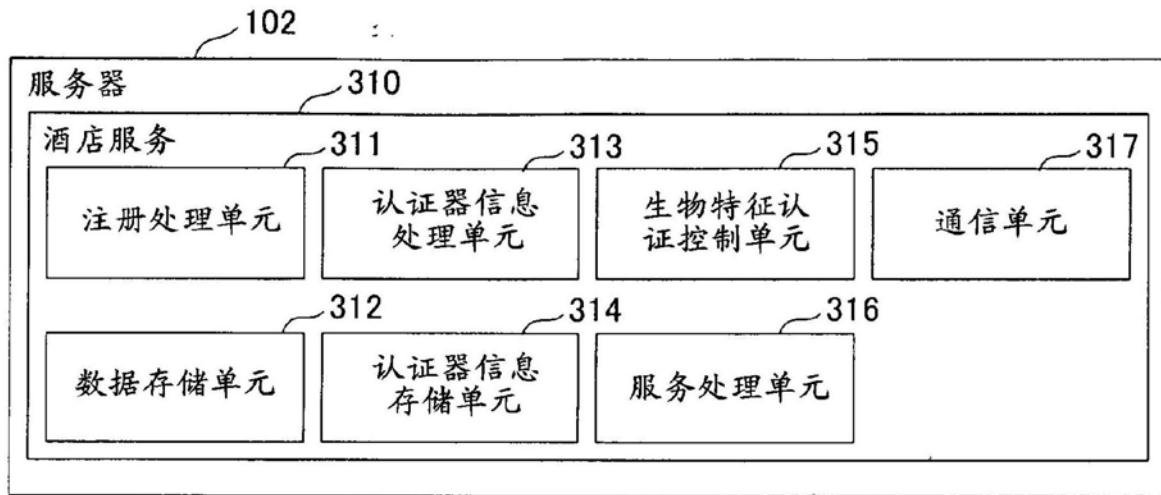 102
服务器
310
酒店服务
311
313
315
317
注册处理单元
认证器信息
处理单元
生物特征认
证控制单元
通信单元
312
314
316
数据存储单元
认证器信息
存储单元
服务处理单元